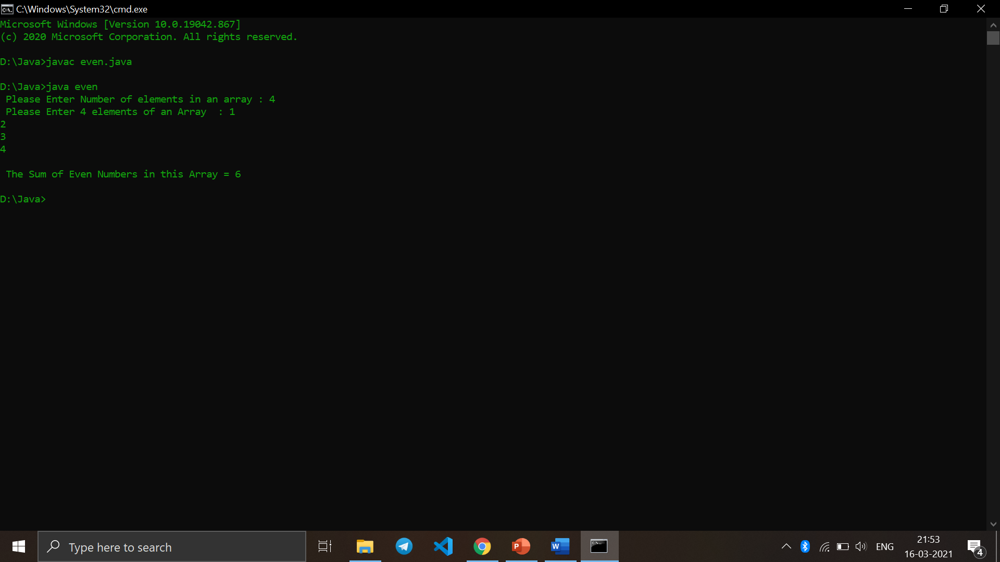 C:\Windows\System32\cmd.exe
Microsoft Windows [Version 10.0.19042.867]
(c) 2020 Microsoft Corporation. All rights reserved.
D:\Java>javac even.java
D:\Java>java even
Please Enter Number of elements in an array : 4
Please Enter 4 elements of an Array  : 1
2
3
4
The Sum of Even Numbers in this Array = 6
D:\Java>
Type here to search
ENG
21:53
16-03-2021
4